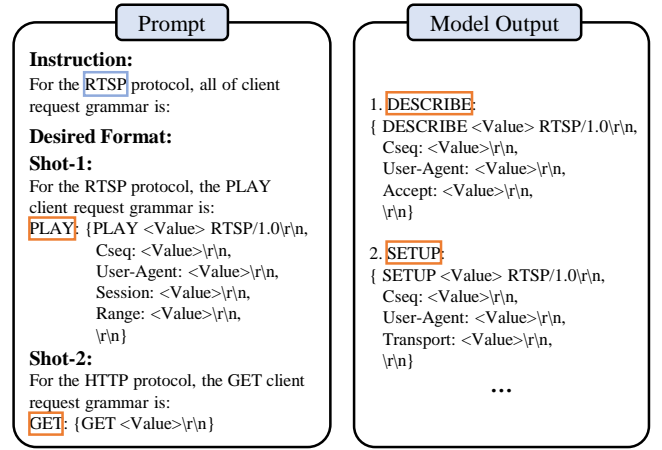 Prompt
Instruction:
For the RTSP protocol, all of client
request grammar is:
Desired Format:
Shot-1:
For the RTSP protocol, the PLAY
client request grammar is:
PLAY: {PLAY <Value> RTSP/1.0\r\n,
Cseq: <Value>\r\n,
User-Agent: <Value>\r\n,
Session: <Value>\r\n,
Range: <Value>\r\n,
\r\n}
Shot-2:
For the HTTP protocol, the GET client
request grammar is:
GET: {GET <Value>\r\n}
Model Output
1. DESCRIBE:
{ DESCRIBE <Value> RTSP/1.0\r\n,
Cseq: <Value>\r\n,
User-Agent: <Value>\r\n,
Accept: <Value>\r\n,
\r\n}
2. SETUP:
{ SETUP <Value> RTSP/1.0\r\n,
Cseq: <Value>\r\n,
User-Agent: <Value>\r\n,
Transport: <Value>\r\n,
\r\n}
...